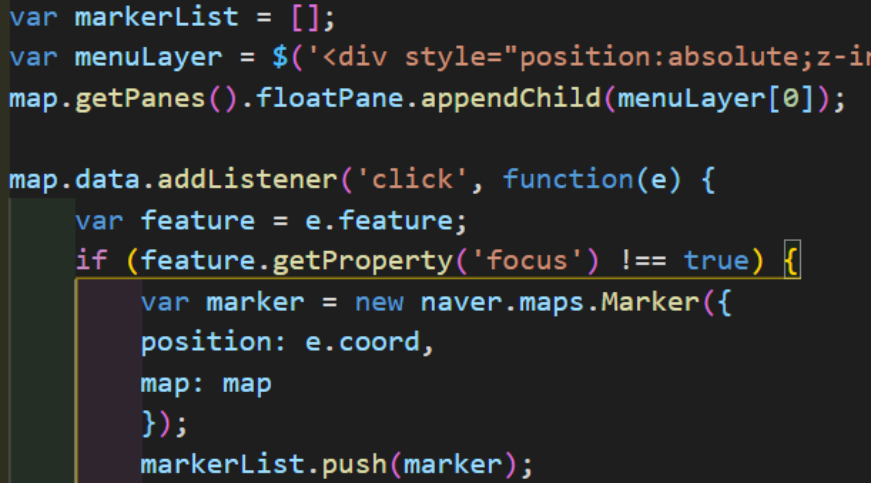 var markerList = [];
var menuLayer = $('<div style="position:absolute;z-in
map.getPanes().floatPane.appendChild(menuLayer[0]);
map.data.addListener('click', function(e) {
var feature = e.feature;
if (feature.getProperty('focus') !== true) {
var marker = new naver.maps.Marker({
position: e.coord,
map: map
});
markerList.push(marker);